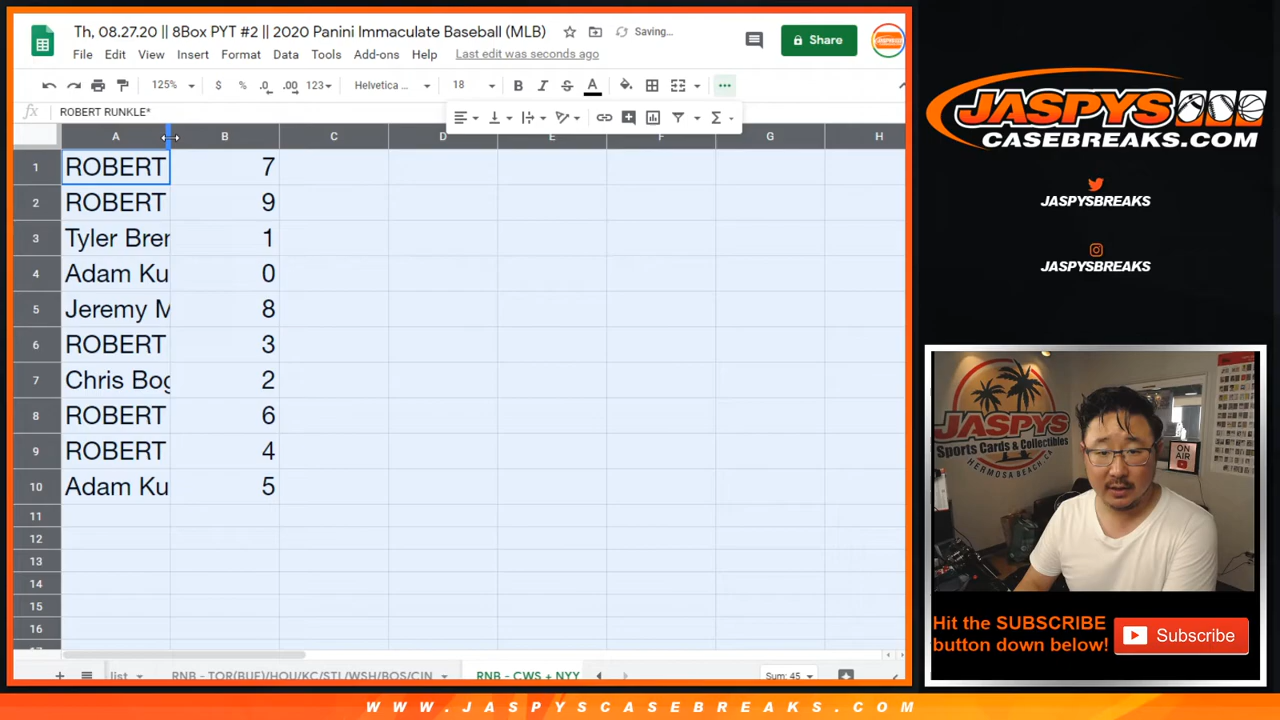 Th, 08.27.20 || 8Box PYT #2 || 2020 Panini Immaculate Baseball (MLB)
Saving...
File Edit View Insert Format Data Tools Add-ons Help Last edit was seconds ago
Share
125% $ % .0 .00 123 Helvetica ... 18 B I S A ...
fx ROBERT RUNKLE*
A B C D E F G H
1 ROBERT 7
2 ROBERT 9
3 Tyler Brer 1
4 Adam Ku 0
5 Jeremy M 8
6 ROBERT 3
7 Chris Bog 2
8 ROBERT 6
9 ROBERT 4
10 Adam Ku 5
11
12
13
14
15
16
list RNB - TOR(BUF)/HOU/KC/STL/WSH/BOS/CIN RNB - CWS + NYY Sum: 45
JASPYS
CASEBREAKS.COM
JASPYSBREAKS
JASPYSBREAKS
JASPYS
Sports Cards & Collectibles
HERMOSA BEACH, CA
ON
AIR
Hit the SUBSCRIBE
button down below!
Subscribe
WWW.JASPYSCASEBREAKS.COM